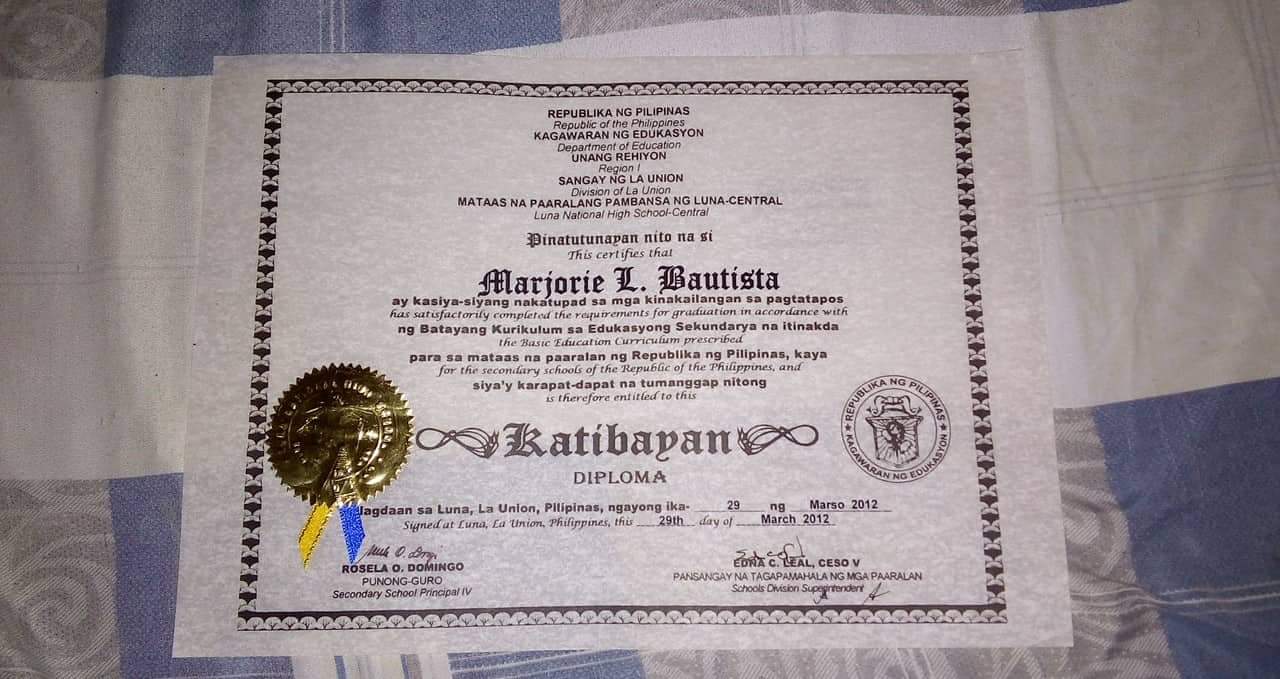 REPUBLIKA NG PILIPINAS
Republic of the Philippines
KAGAWARAN NG EDUKASYON
Department of Education
UNANG REHIYON
Region I
SANGAY NG LA UNION
Division of La Union
MATAAS NA PAARALANG PAMBANSA NG LUNA-CENTRAL
Luna National High School-Central
Pinatutunayan nito na si
This certifies that
Marjorie L. Bautista
ay kasiya-siyang nakatupad sa mga kinakailangan sa pagtatapos
has satisfactorily completed the requirements for graduation in accordance with
ng Batayang Kurikulum sa Edukasyong Sekundarya na itinakda
the Basic Education Curriculum prescribed
para sa mataas na paaralan ng Republika ng Pilipinas, kaya
for the secondary schools of the Republic of the Philippines, and
siya'y karapat-dapat na tumanggap nitong
is therefore entitled to this
Katibayan
DIPLOMA
REPUBLIKA NG PILIPINAS
KAGAWARAN NG EDUKASYON
lagdaan sa Luna, La Union, Pilipinas, ngayong ika- 29 ng Marso 2012
Signed at Luna, La Union, Philippines, this 29th day of March 2012
ROSELA O. DOMINGO
PUNONG-GURO
Secondary School Principal IV
EDNA C. LEAL, CESO V
PANSANGAY NA TAGAPAMAHALA NG MGA PAARALAN
Schools Division Superintendent